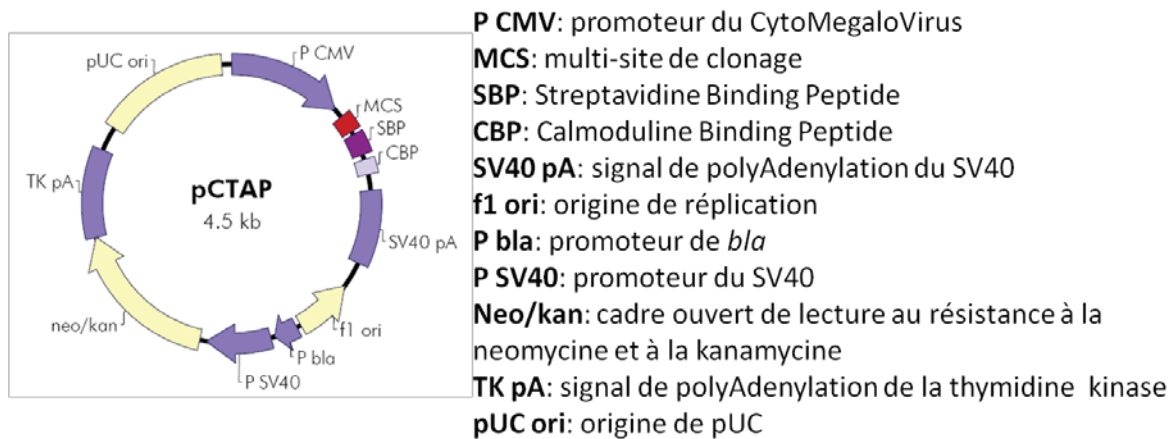 P CMV: promoteur du CytoMegaloVirus
MCS: multi-site de clonage
SBP: Streptavidine Binding Peptide
CBP: Calmoduline Binding Peptide
SV40 pA: signal de polyAdenylation du SV40
f1 ori: origine de réplication
P bla: promoteur de bla
P SV40: promoteur du SV40
Neo/kan: cadre ouvert de lecture au résistance à la
neomycine et à la kanamycine
TK pA: signal de polyAdenylation de la thymidine kinase
pUC ori: origine de pUC
pUC ori
P CMV
MCS
SBP
CBP
TK pA
pCTAP
4.5 kb
SV40 pA
neo/kan
f1 ori
P bla
P SV40